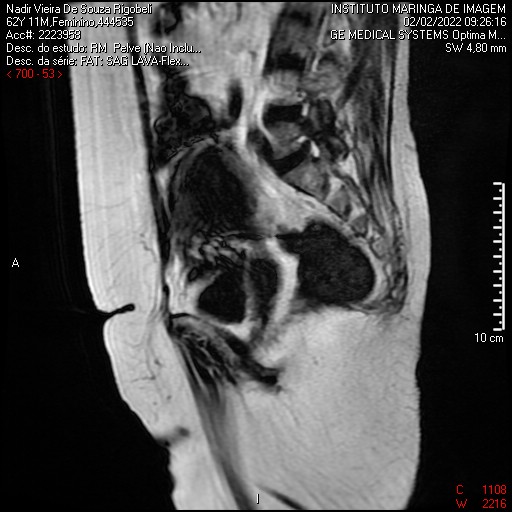 Nadir Vieira De Souza Rigobeli
62Y 11M,Feminino,444535
Acc#: 2223953
Desc. do estudo: RM Pelve (Nao Inclu...
Desc. da série: FAT: SAG LAVA-Flex...
< 700 - 53 >
INSTITUTO MARINGA DE IMAGEM
02/02/2022 09:26:16
GE MEDICAL SYSTEMS Optima M...
SW 4,80 mm
A
10 cm
I
C 1108
W 2216